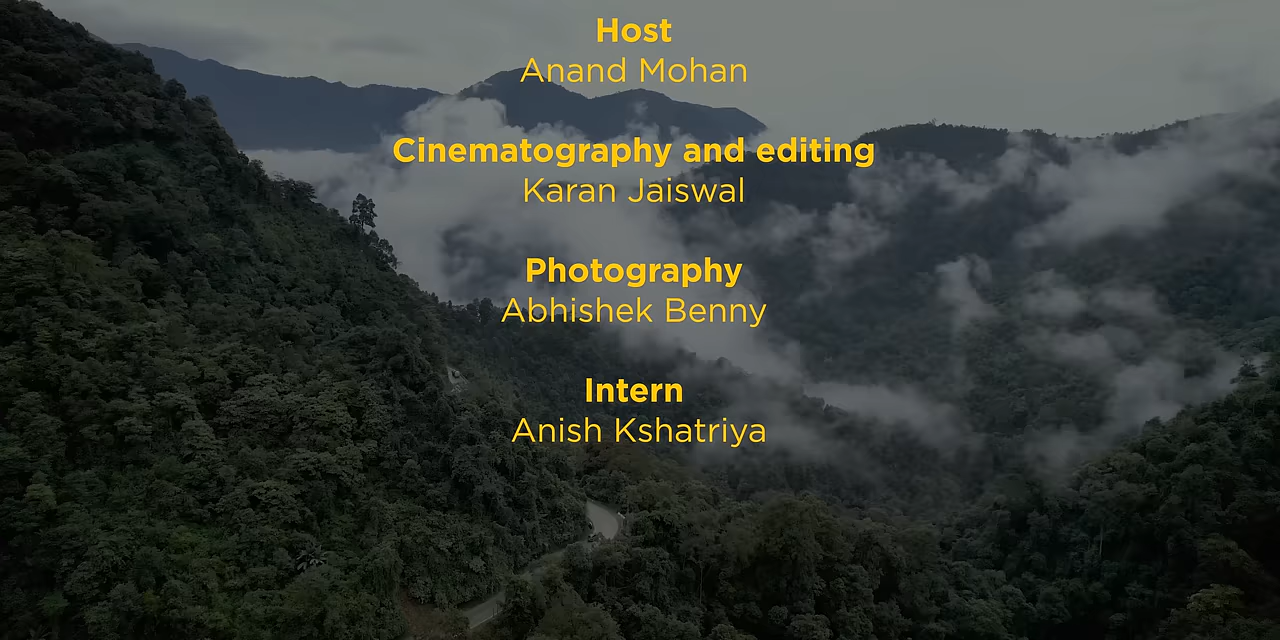 Host
Anand Mohan
Cinematography and editing
Karan Jaiswal
Photography
Abhishek Benny
Intern
Anish Kshatriya